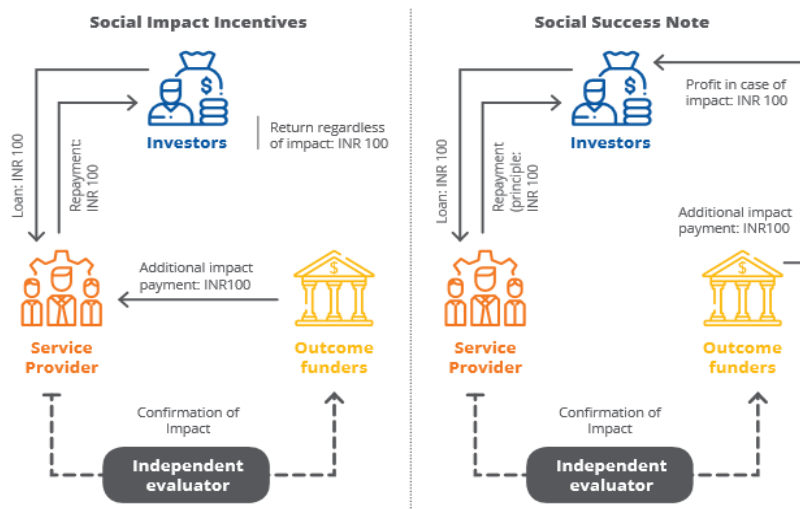 Social Impact Incentives
Investors
Return regardless
of impact: INR 100
Loan: INR 100
Repayment:
INR 100
Additional impact
payment: INR100
Service
Provider
Outcome
funders
Confirmation of
Impact
Independent
evaluator
Social Success Note
Profit in case of
impact: INR 100
Investors
Loan: INR 100
Repayment
(principle:
INR 100
Additional impact
payment: INR100
Service
Provider
Outcome
funders
Confirmation of
Impact
Independent
evaluator